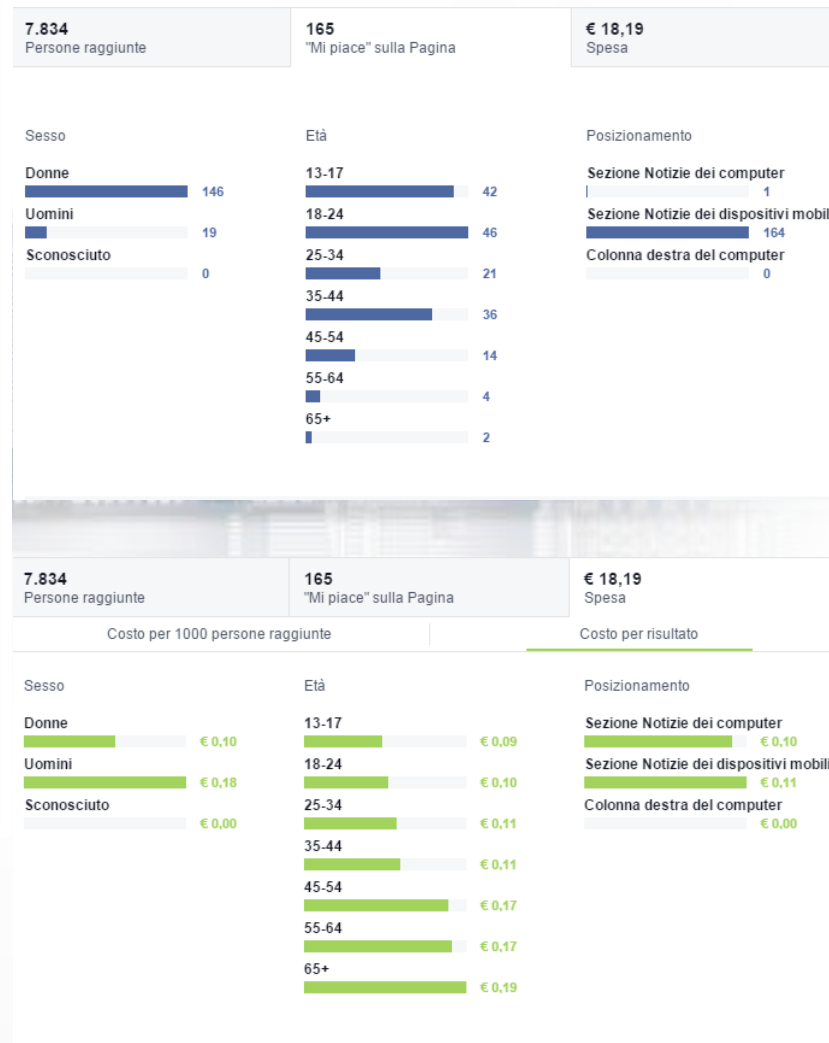 7.834
Persone raggiunte
165
"Mi piace" sulla Pagina
€ 18,19
Spesa
Sesso
Donne
146
Uomini
19
Sconosciuto
0
Età
13-17
42
18-24
46
25-34
21
35-44
36
45-54
14
55-64
4
65+
2
Posizionamento
Sezione Notizie dei computer
1
Sezione Notizie dei dispositivi mobil
164
Colonna destra del computer
0
7.834
Persone raggiunte
165
"Mi piace" sulla Pagina
€ 18,19
Spesa
Costo per 1000 persone raggiunte
Costo per risultato
Sesso
Donne
€ 0,10
Uomini
€ 0,18
Sconosciuto
€ 0,00
Età
13-17
€ 0,09
18-24
€ 0,10
25-34
€ 0,11
35-44
€ 0,11
45-54
€ 0,17
55-64
€ 0,17
65+
€ 0,19
Posizionamento
Sezione Notizie dei computer
€ 0,10
Sezione Notizie dei dispositivi mobili
€ 0,11
Colonna destra del computer
€ 0,00